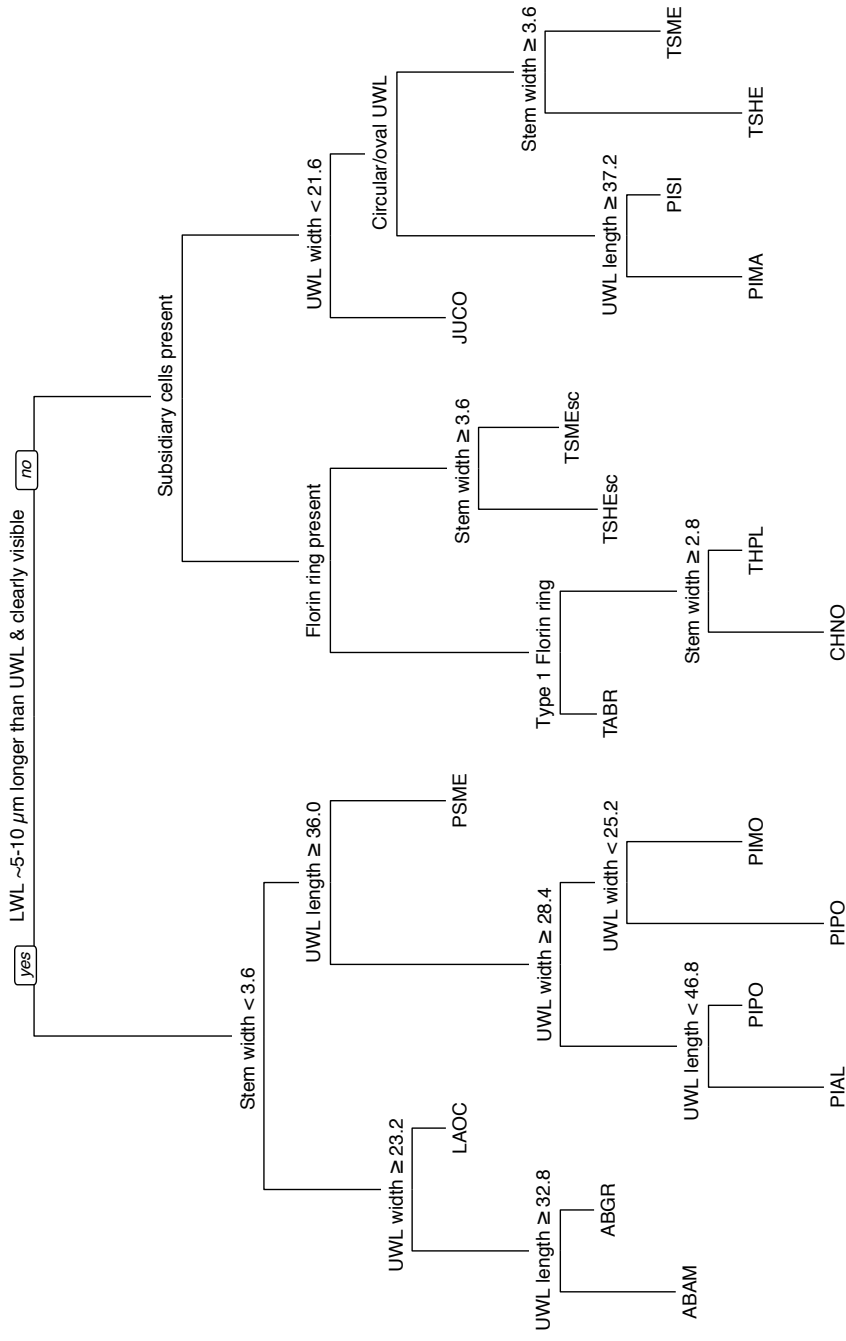 LWL ~5-10 µm longer than UWL & clearly visible
yes
no
Stem width < 3.6
Subsidiary cells present
UWL width ≥ 23.2
UWL length ≥ 36.0
Florin ring present
UWL width < 21.6
UWL length ≥ 32.8
LAOC
UWL width ≥ 28.4
PSME
Type 1 Florin ring
Stem width ≥ 3.6
JUCO
Circular/oval UWL
ABAM
ABGR
UWL length < 46.8
UWL width < 25.2
TABR
Stem width ≥ 2.8
TSHEsc
TSMEsc
UWL length ≥ 37.2
Stem width ≥ 3.6
PIAL
PIPO
PIPO
PIMO
CHNO
THPL
PIMA
PISI
TSHE
TSME